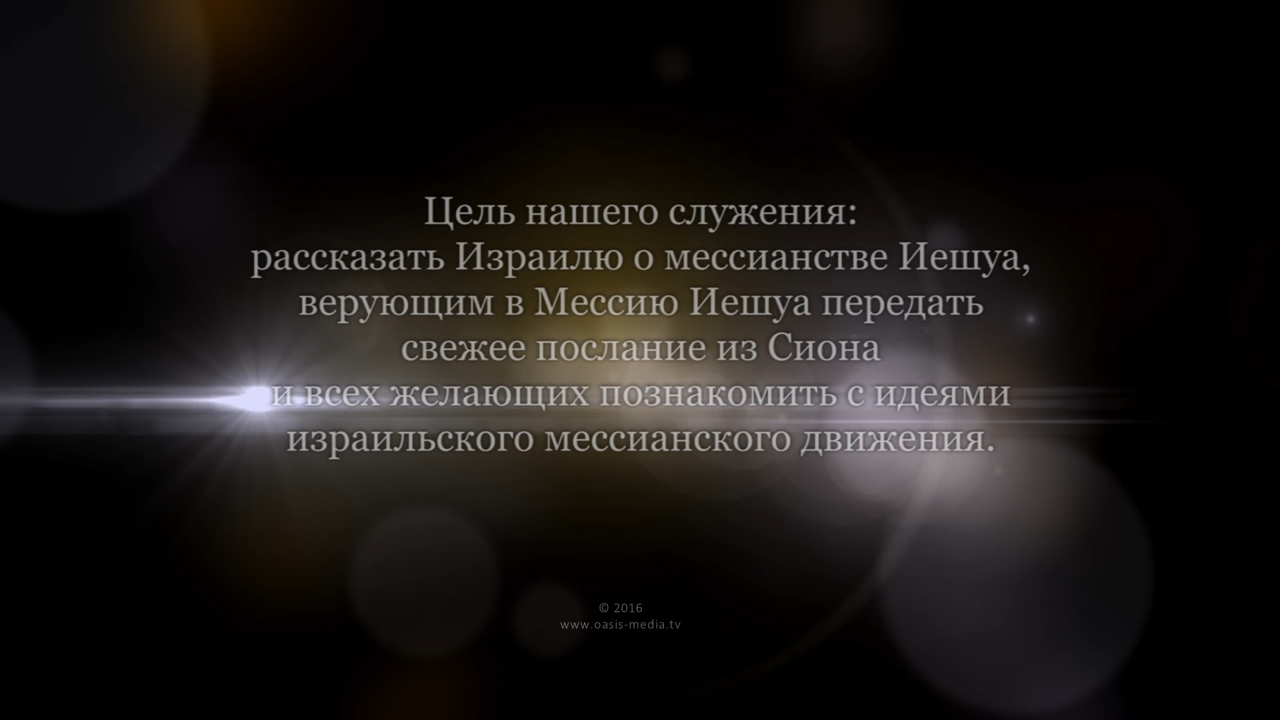 Цель нашего служения:
рассказать Израилю о мессианстве Иешуа,
верующим в Мессию Иешуа передать
свежее послание из Сиона
и всех желающих познакомить с идеями
израильского мессианского движения.
© 2016
www.oasis-media.tv